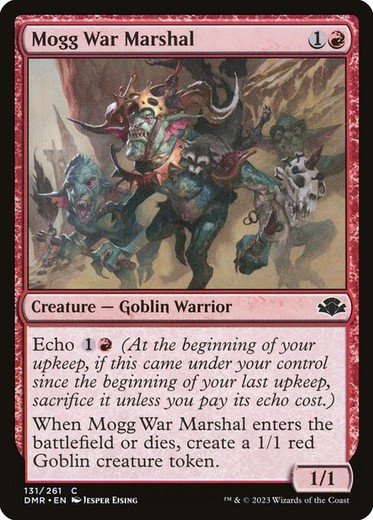 Mogg War Marshal 1
Creature — Goblin Warrior
Echo 1 (At the beginning of your
upkeep, if this came under your control
since the beginning of your last upkeep,
sacrifice it unless you pay its echo cost.)
When Mogg War Marshal enters the
battlefield or dies, create a 1/1 red
Goblin creature token.
1/1
131/261 C
DMR • EN Jesper Eising
™ & © 2023 Wizards of the Coast